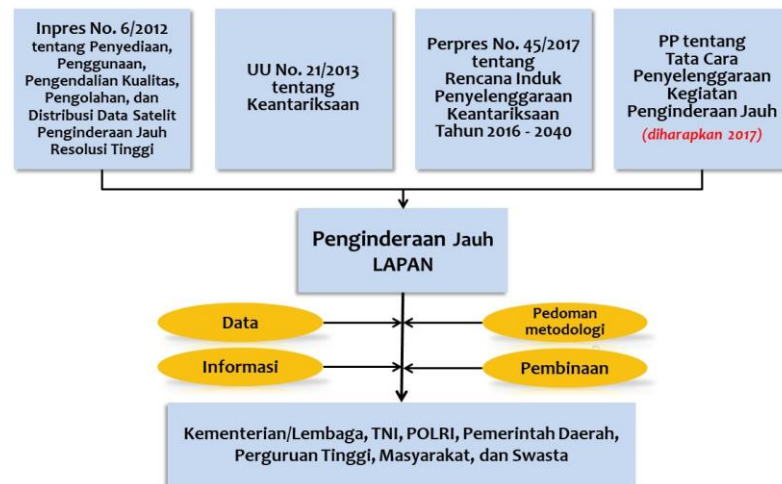 Inpres No. 6/2012
tentang Penyediaan,
Penggunaan,
Pengendalian Kualitas,
Pengolahan, dan
Distribusi Data Satelit
Penginderaan Jauh
Resolusi Tinggi
UU No. 21/2013
tentang
Keantariksaan
Perpres No. 45/2017
tentang
Rencana Induk
Penyelenggaraan
Keantariksaan
Tahun 2016 - 2040
PP tentang
Tata Cara
Penyelenggaraan
Kegiatan
Penginderaan Jauh
(diharapkan 2017)
Penginderaan Jauh
LAPAN
Data
Pedoman
metodologi
Informasi
Pembinaan
Kementerian/Lembaga, TNI, POLRI, Pemerintah Daerah,
Perguruan Tinggi, Masyarakat, dan Swasta